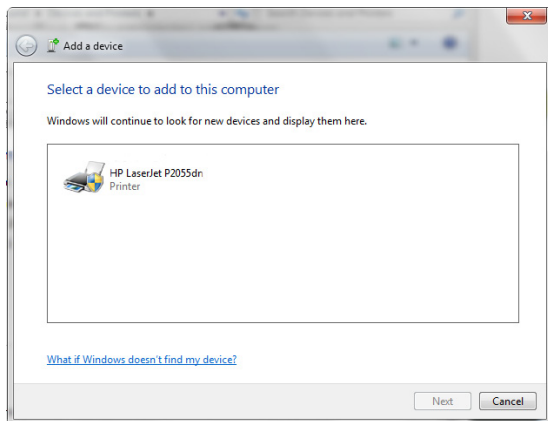 Add a device
Select a device to add to this computer
Windows will continue to look for new devices and display them here.
HP LaserJet P2055dn
Printer
What if Windows doesn't find my device?
Next
Cancel